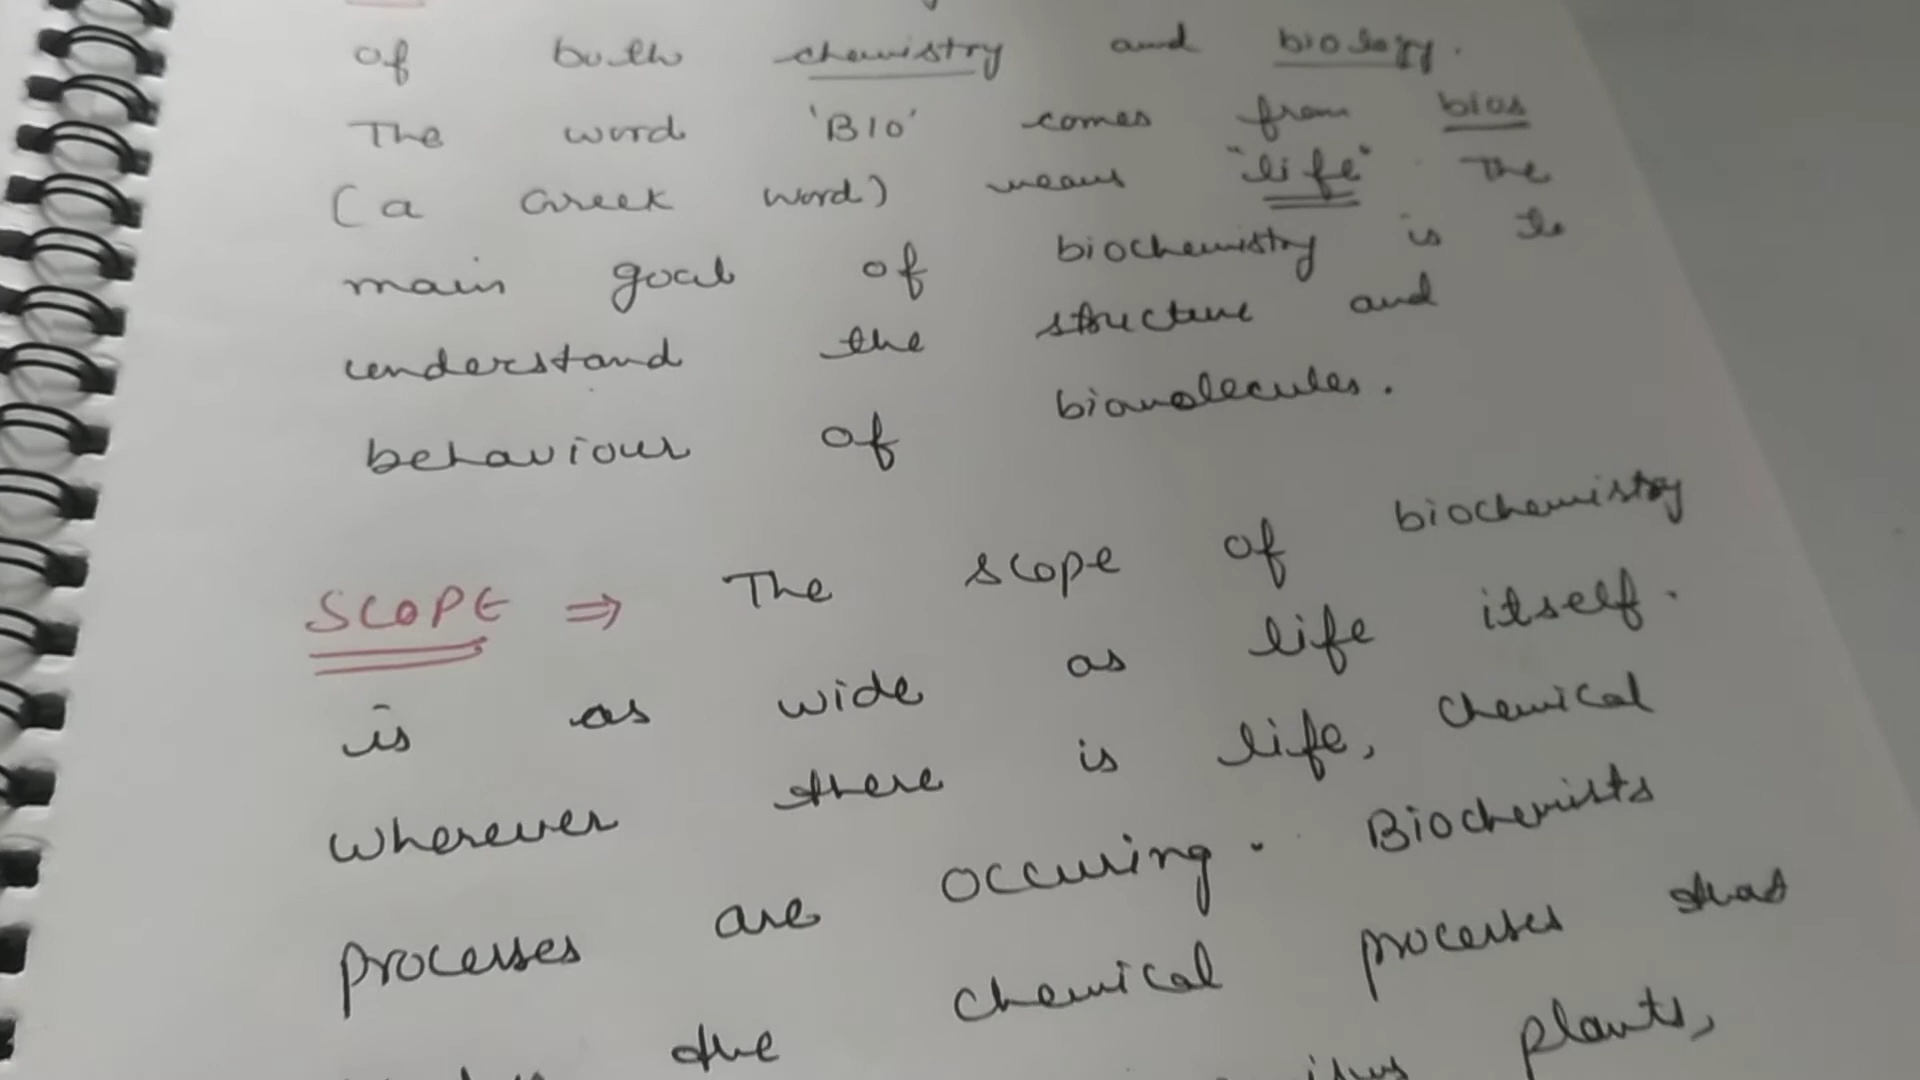 of both chemistry and biology.
The word 'BIO' comes from bios
(a Greek word) means "life" The
main goal of biochemistry is to
understand the structure and
behaviour of biomolecules.
SCOPE ⇒ The scope of biochemistry
is as wide as life itself.
wherever there is life, chemical
processes are occuring. Biochemists
the chemical processes that
plants,